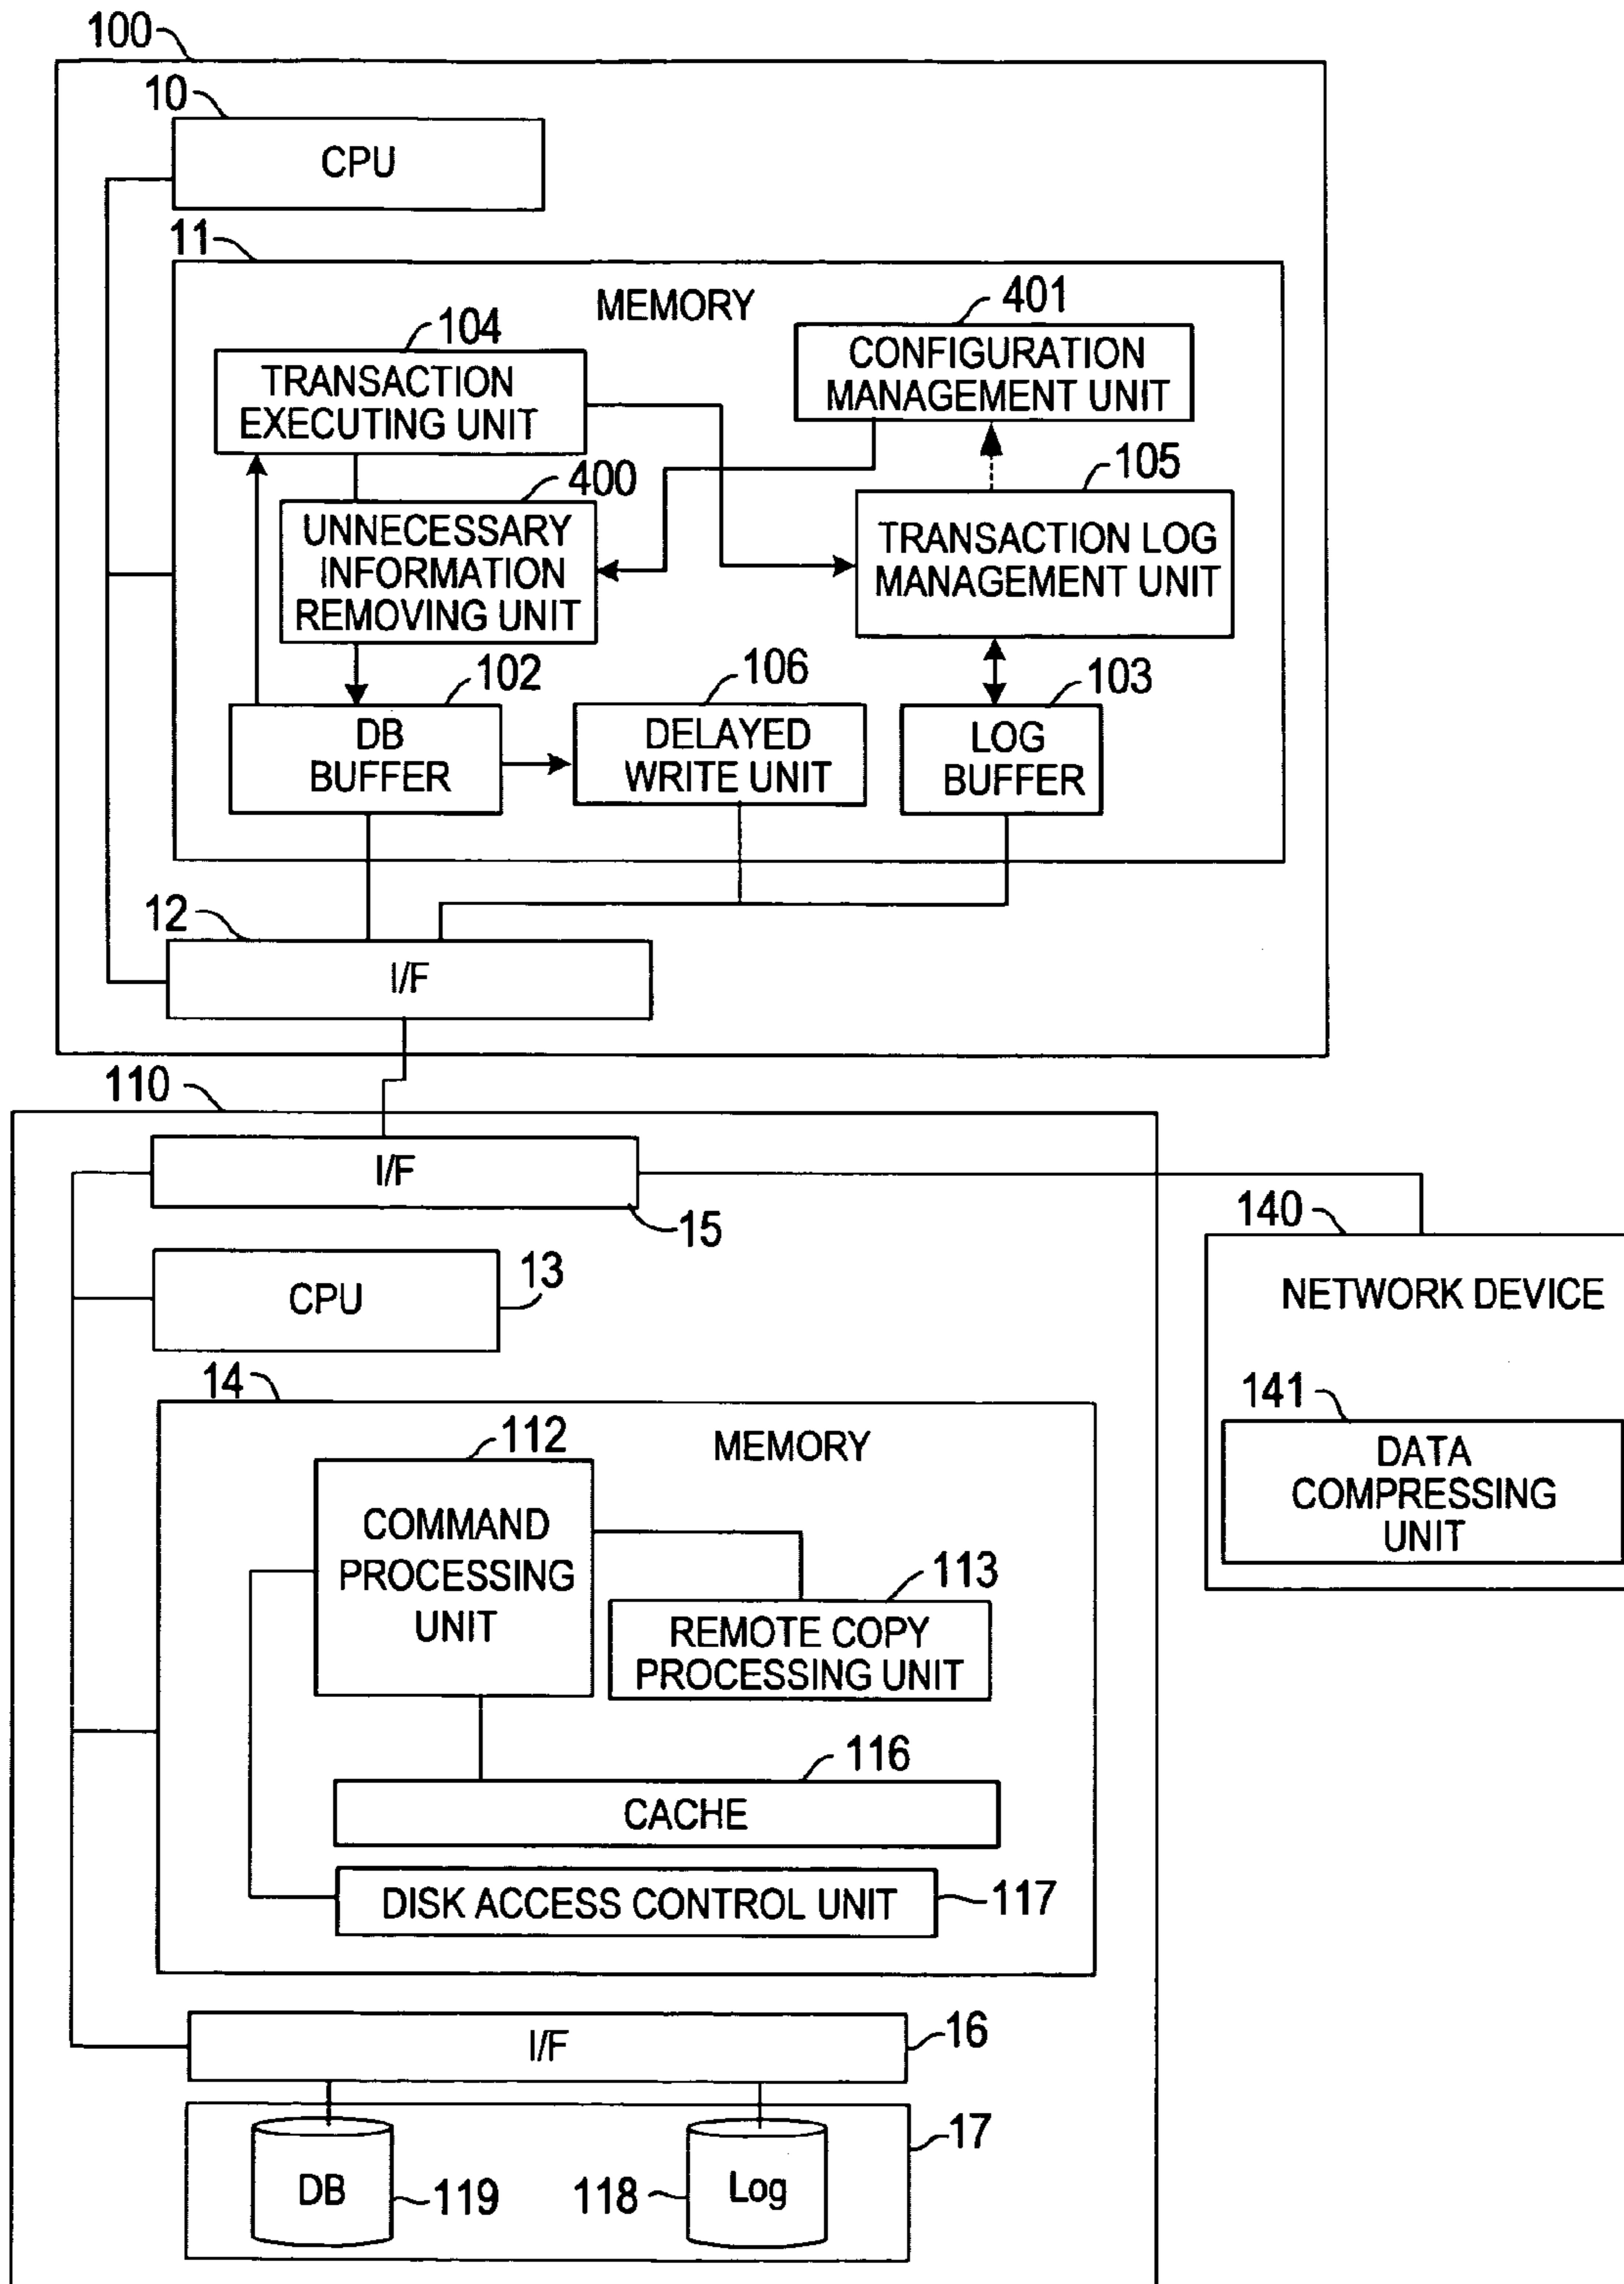 100
10
CPU
11
MEMORY
401
CONFIGURATION
MANAGEMENT UNIT
104
TRANSACTION
EXECUTING UNIT
105
TRANSACTION LOG
MANAGEMENT UNIT
400
UNNECESSARY
INFORMATION
REMOVING UNIT
102
DB
BUFFER
106
DELAYED
WRITE UNIT
103
LOG
BUFFER
12
I/F
110
I/F
15
140
NETWORK DEVICE
CPU
13
141
DATA
COMPRESSING
UNIT
14
MEMORY
112
COMMAND
PROCESSING
UNIT
113
REMOTE COPY
PROCESSING UNIT
116
CACHE
DISK ACCESS CONTROL UNIT
117
I/F
16
17
DB
119
118
Log